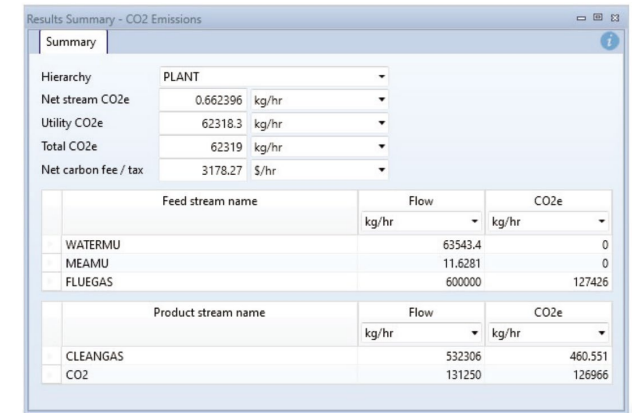 Results Summary - CO2 Emissions
Summary
Hierarchy PLANT
Net stream CO2e 0.662396 kg/hr
Utility CO2e 62318.3 kg/hr
Total CO2e 62319 kg/hr
Net carbon fee / tax 3178.27 $/hr
Feed stream name Flow CO2e
kg/hr kg/hr
WATERMU 63543.4 0
MEAMU 11.6281 0
FLUEGAS 600000 127426
Product stream name Flow CO2e
kg/hr kg/hr
CLEANGAS 532306 460.551
CO2 131250 126966